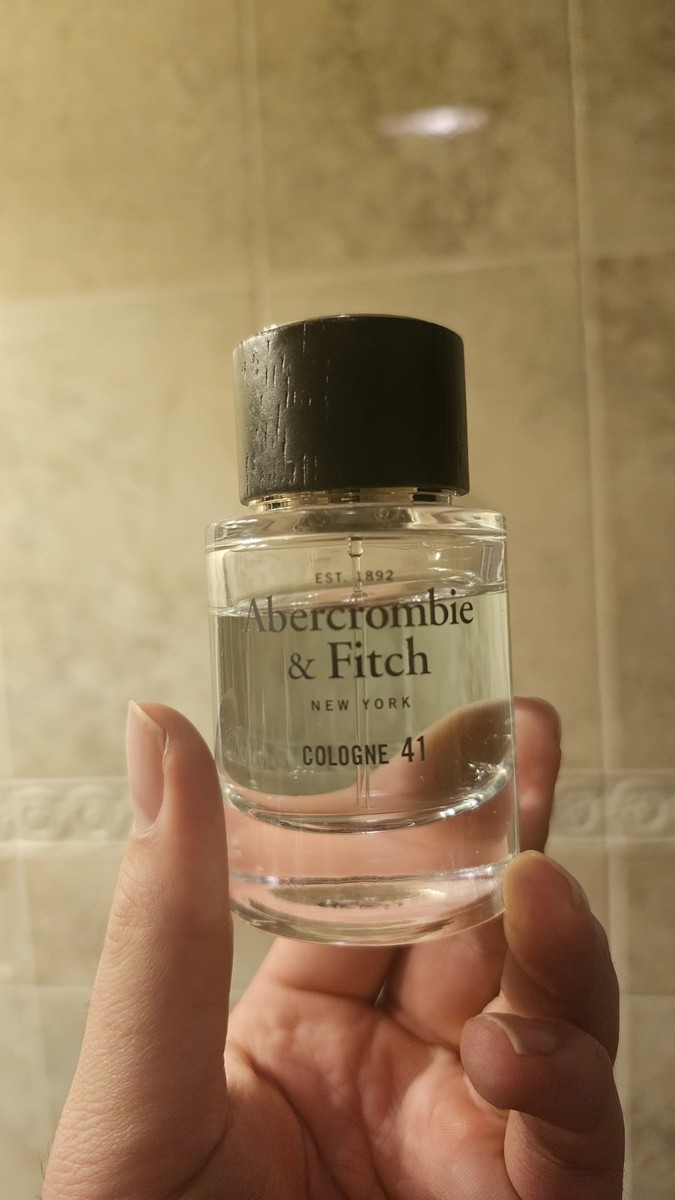 EST. 1892
Abercrombie
& Fitch
NEW YORK
COLOGNE 41